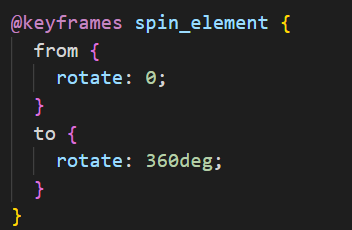 @keyframes spin_element {
  from {
    rotate: 0;
  }
  to {
    rotate: 360deg;
  }
}